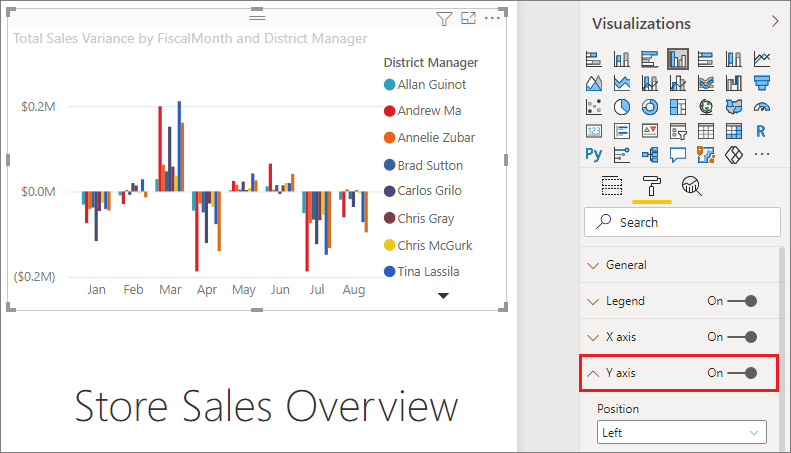 Total Sales Variance by FiscalMonth and District Manager
District Manager
Allan Guinot
Andrew Ma
Annelie Zubar
Brad Sutton
Carlos Grilo
Chris Gray
Chris McGurk
Tina Lassila
$0.2M
$0.0M
($0.2M)
Jan Feb Mar Apr May Jun Jul Aug
Store Sales Overview
Visualizations
123
R
Py
Search
General
Legend On
X axis On
Y axis On
Position
Left